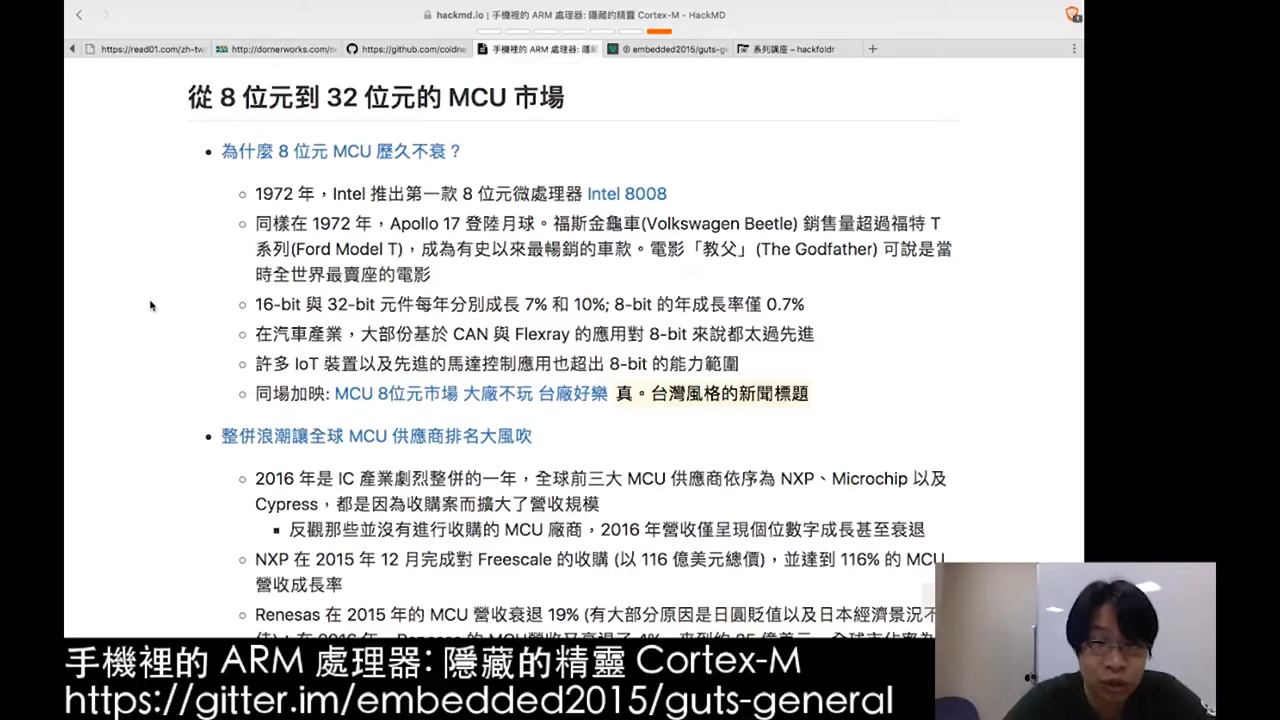 hackmd.io | 手機裡的 ARM 處理器: 隱藏的精靈 Cortex-M - HackMD
https://read01.com/zh-tw
http://dornerworks.com/n
https://github.com/coldne
手機裡的 ARM 處理器: 隱
embedded2015/guts-g
系列講座 – hackfoldr
從 8 位元到 32 位元的 MCU 市場
為什麼 8 位元 MCU 歷久不衰？
1972 年，Intel 推出第一款 8 位元微處理器 Intel 8008
同樣在 1972 年，Apollo 17 登陸月球。福斯金龜車(Volkswagen Beetle) 銷售量超過福特 T
系列(Ford Model T)，成為有史以來最暢銷的車款。電影「教父」(The Godfather) 可說是當
時全世界最賣座的電影
16-bit 與 32-bit 元件每年分別成長 7% 和 10%; 8-bit 的年成長率僅 0.7%
在汽車產業，大部份基於 CAN 與 Flexray 的應用對 8-bit 來說都太過先進
許多 IoT 裝置以及先進的馬達控制應用也超出 8-bit 的能力範圍
同場加映: MCU 8位元市場 大廠不玩 台廠好樂 真。台灣風格的新聞標題
整併浪潮讓全球 MCU 供應商排名大風吹
2016 年是 IC 產業劇烈整併的一年，全球前三大 MCU 供應商依序為 NXP、Microchip 以及
Cypress，都是因為收購案而擴大了營收規模
反觀那些並沒有進行收購的 MCU 廠商，2016 年營收僅呈現個位數字成長甚至衰退
NXP 在 2015 年 12 月完成對 Freescale 的收購 (以 116 億美元總價)，並達到 116% 的 MCU
營收成長率
Renesas 在 2015 年的 MCU 營收衰退 19% (有大部分原因是日圓貶值以及日本經濟景況不
手機裡的 ARM 處理器: 隱藏的精靈 Cortex-M
https://gitter.im/embedded2015/guts-general